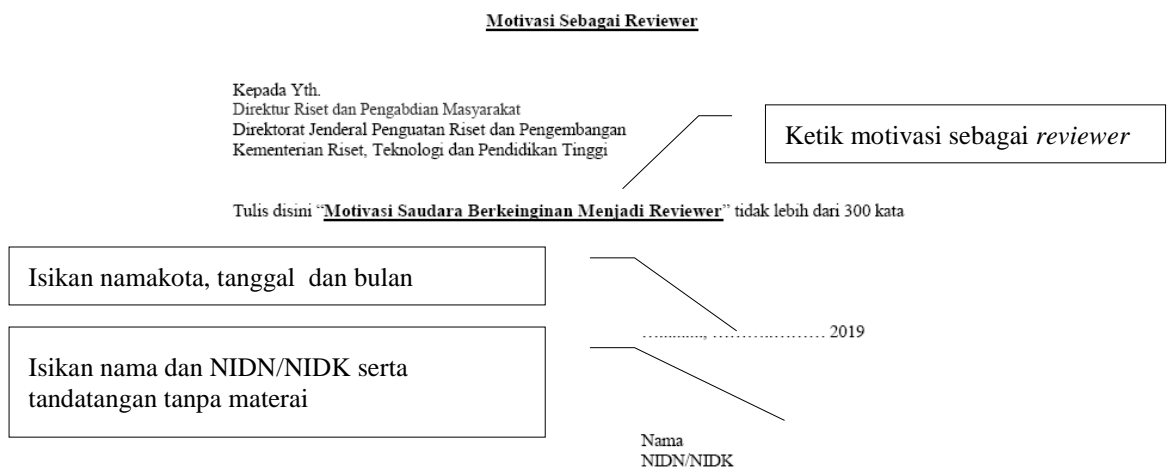 Motivasi Sebagai Reviewer
Kepada Yth.
Direktur Riset dan Pengabdian Masyarakat
Direktorat Jenderal Penguatan Riset dan Pengembangan
Kementerian Riset, Teknologi dan Pendidikan Tinggi
Ketik motivasi sebagai reviewer
Tulis disini “Motivasi Saudara Berkeinginan Menjadi Reviewer” tidak lebih dari 300 kata
Isikan namakota, tanggal dan bulan
…………, ………………… 2019
Isikan nama dan NIDN/NIDK serta
tandatangan tanpa materai
Nama
NIDN/NIDK